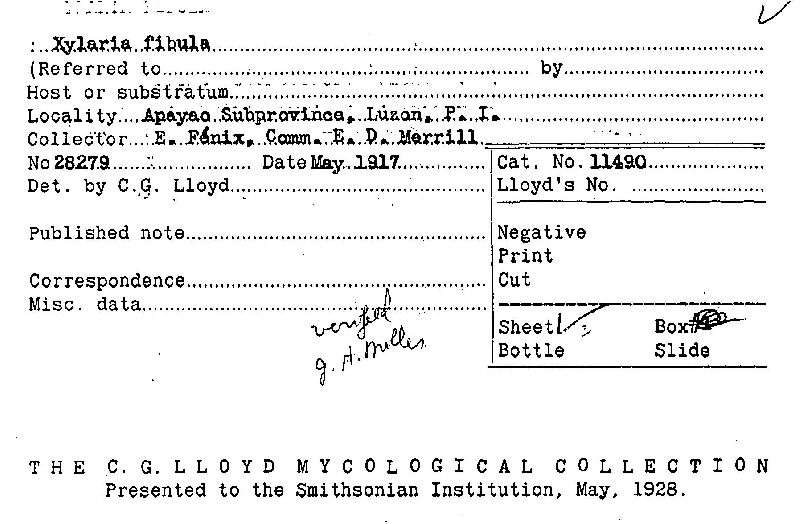 : Xylaria fibula
(Referred to by
Host or substratum
Locality Apayao Subprovince, Luzon, P. I.
Collector E. Fénix, Comm. E. D. Merrill
No 28279 Date May 1917 Cat. No. 11490
Det. by C.G. Lloyd Lloyd's No.
Published note Negative
Print
Correspondence Cut
Misc. data
verified Sheet 1 Box#
g. A. Miller Bottle Slide
THE C. G. LLOYD MYCOLOGICAL COLLECTION
Presented to the Smithsonian Institution, May, 1928.